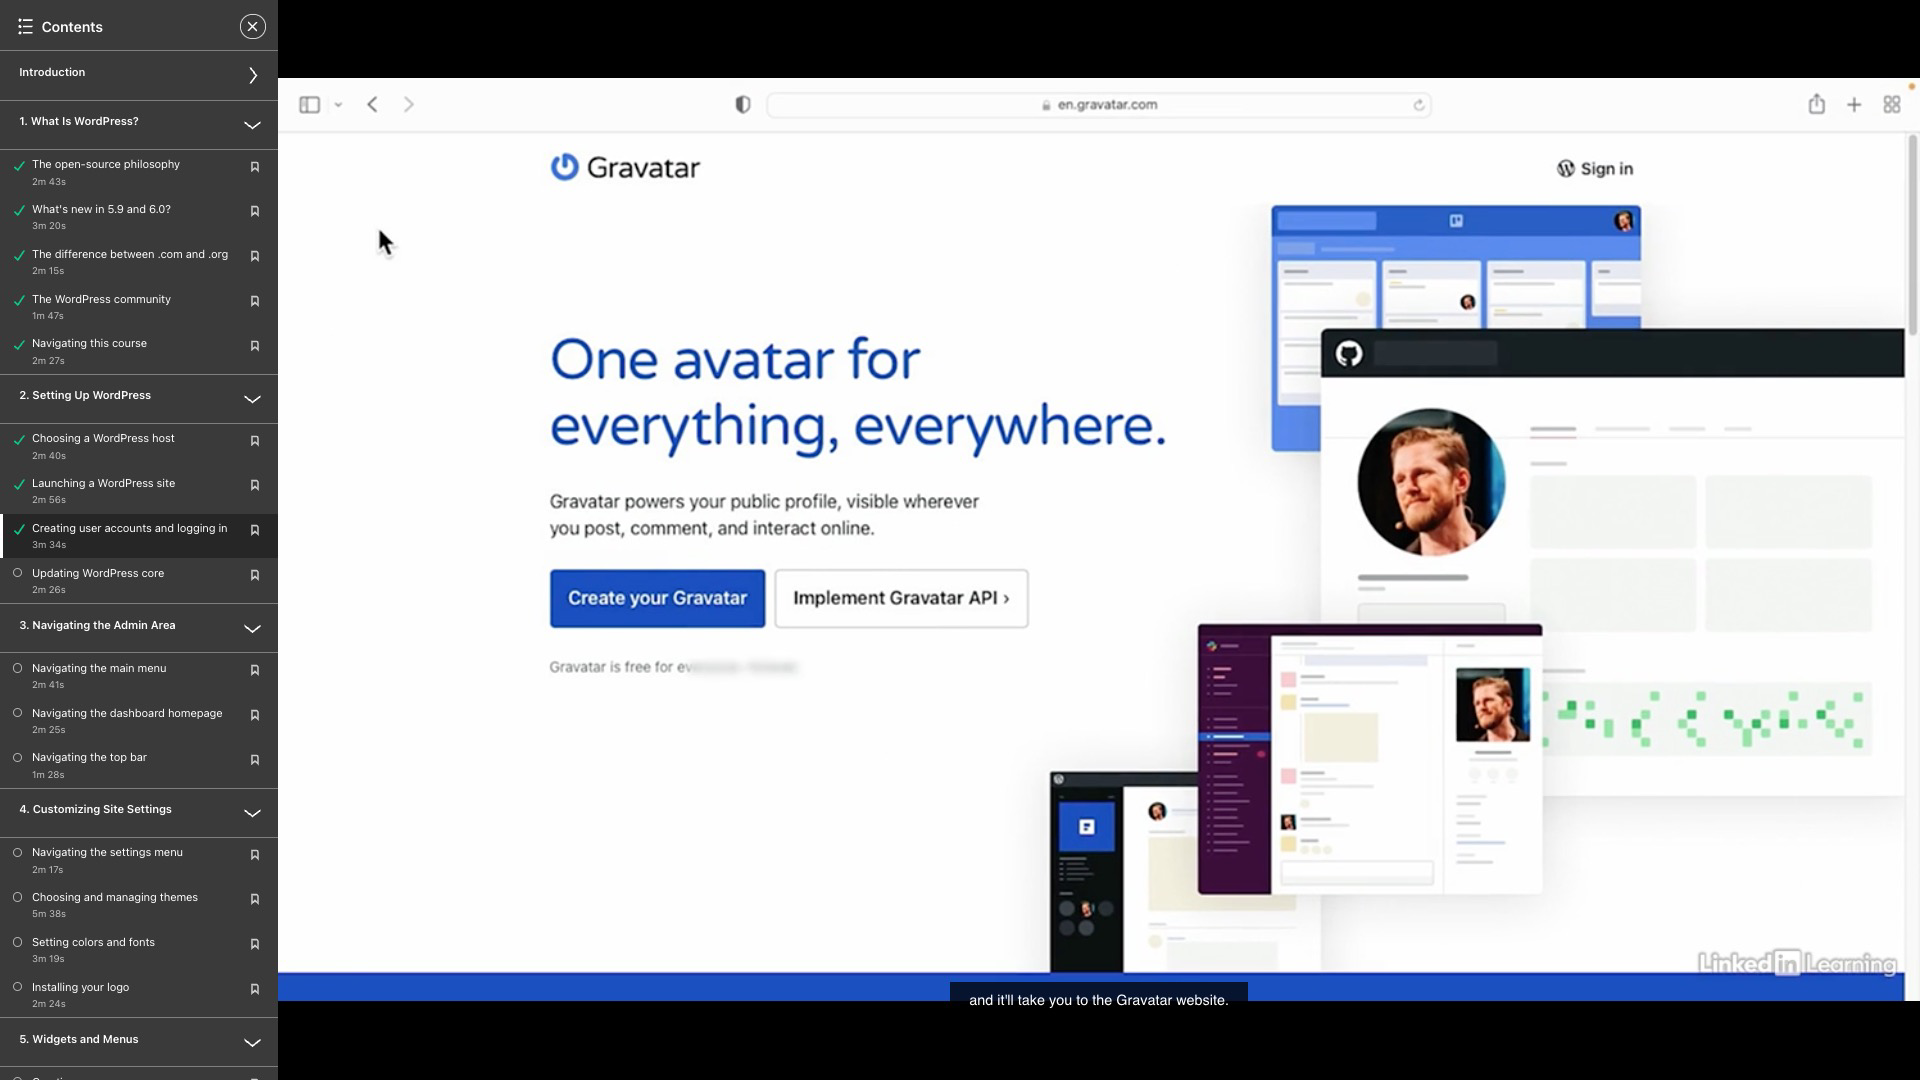 Contents
Introduction
1. What Is WordPress?
The open-source philosophy
2m 43s
What's new in 5.9 and 6.0?
3m 20s
The difference between .com and .org
2m 15s
The WordPress community
1m 47s
Navigating this course
2m 27s
2. Setting Up WordPress
Choosing a WordPress host
2m 40s
Launching a WordPress site
2m 56s
Creating user accounts and logging in
3m 34s
Updating WordPress core
2m 26s
3. Navigating the Admin Area
Navigating the main menu
2m 41s
Navigating the dashboard homepage
2m 25s
Navigating the top bar
1m 28s
4. Customizing Site Settings
Navigating the settings menu
2m 17s
Choosing and managing themes
5m 38s
Setting colors and fonts
3m 19s
Installing your logo
2m 24s
5. Widgets and Menus
en.gravatar.com
Gravatar
Sign in
One avatar for
everything, everywhere.
Gravatar powers your public profile, visible wherever
you post, comment, and interact online.
Create your Gravatar
Implement Gravatar API ›
Gravatar is free for
LinkedIn Learning
and it'll take you to the Gravatar website.